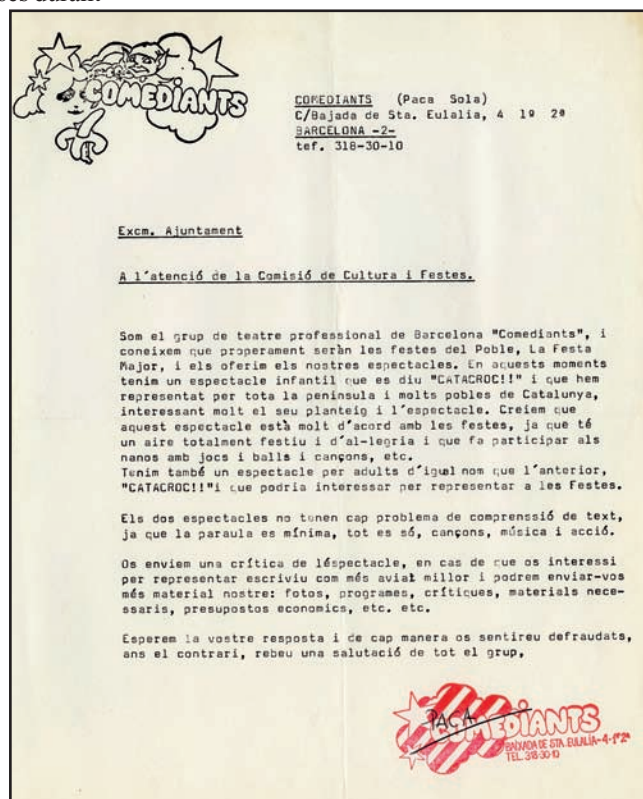 COMEDIANTS
COMEDIANTS (Paca Sola)
C/Bajada de Sta. Eulalia, 4 1º 2º
BARCELONA -2-
tef. 318-30-10
Excm. Ajuntament
A l'atenció de la Comisió de Cultura i Festes.
Som el grup de teatre professional de Barcelona "Comediants", i
coneixem que properament seràn les festes del Poble, La Festa
Major, i els oferim els nostres espectacles. En aquests moments
tenim un espectacle infantil que es diu "CATACROC!!" i que hem
representat per tota la peninsula i molts pobles de Catalunya,
interessant molt el seu planteig i l'espectacle. Creiem que
aquest espectacle està molt d'acord amb les festes, ja que té
un aire totalment festiu i d'al-legria i que fa participar als
nanos amb jocs i balls i cançons, etc.
Tenim també un espectacle per adults d'igual nom que l'anterior,
"CATACROC!!"i que podria interessar per representar a les Festes.
Els dos espectacles no tenen cap problema de comprenssió de text,
ja que la paraula es mínima, tot es só, cançons, música i acció.
Os enviem una crítica de léspectacle, en cas de que os interessi
per representar escriviu com més aviat millor i podrem enviar-vos
més material nostre: fotos, programes, crítiques, materials nece-
ssaris, presupostos economics, etc. etc.
Esperem la vostre resposta i de cap manera os sentireu defraudats,
ans el contrari, rebeu una salutació de tot el grup,
PACA
COMEDIANTS
BAIXADA DE STA. EULALIA-4-1º2ª
TEL. 318-30-10